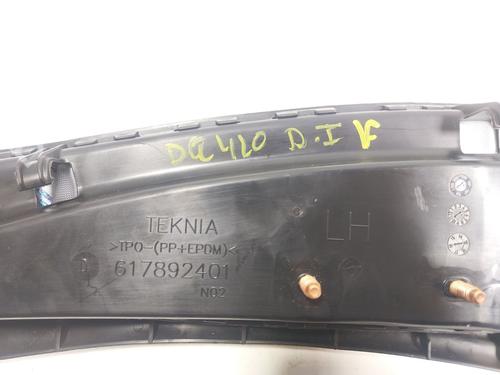 DQ420 D.I
TEKNIA
LH
>TPO-(PP+EPDM)<
617892401
N02